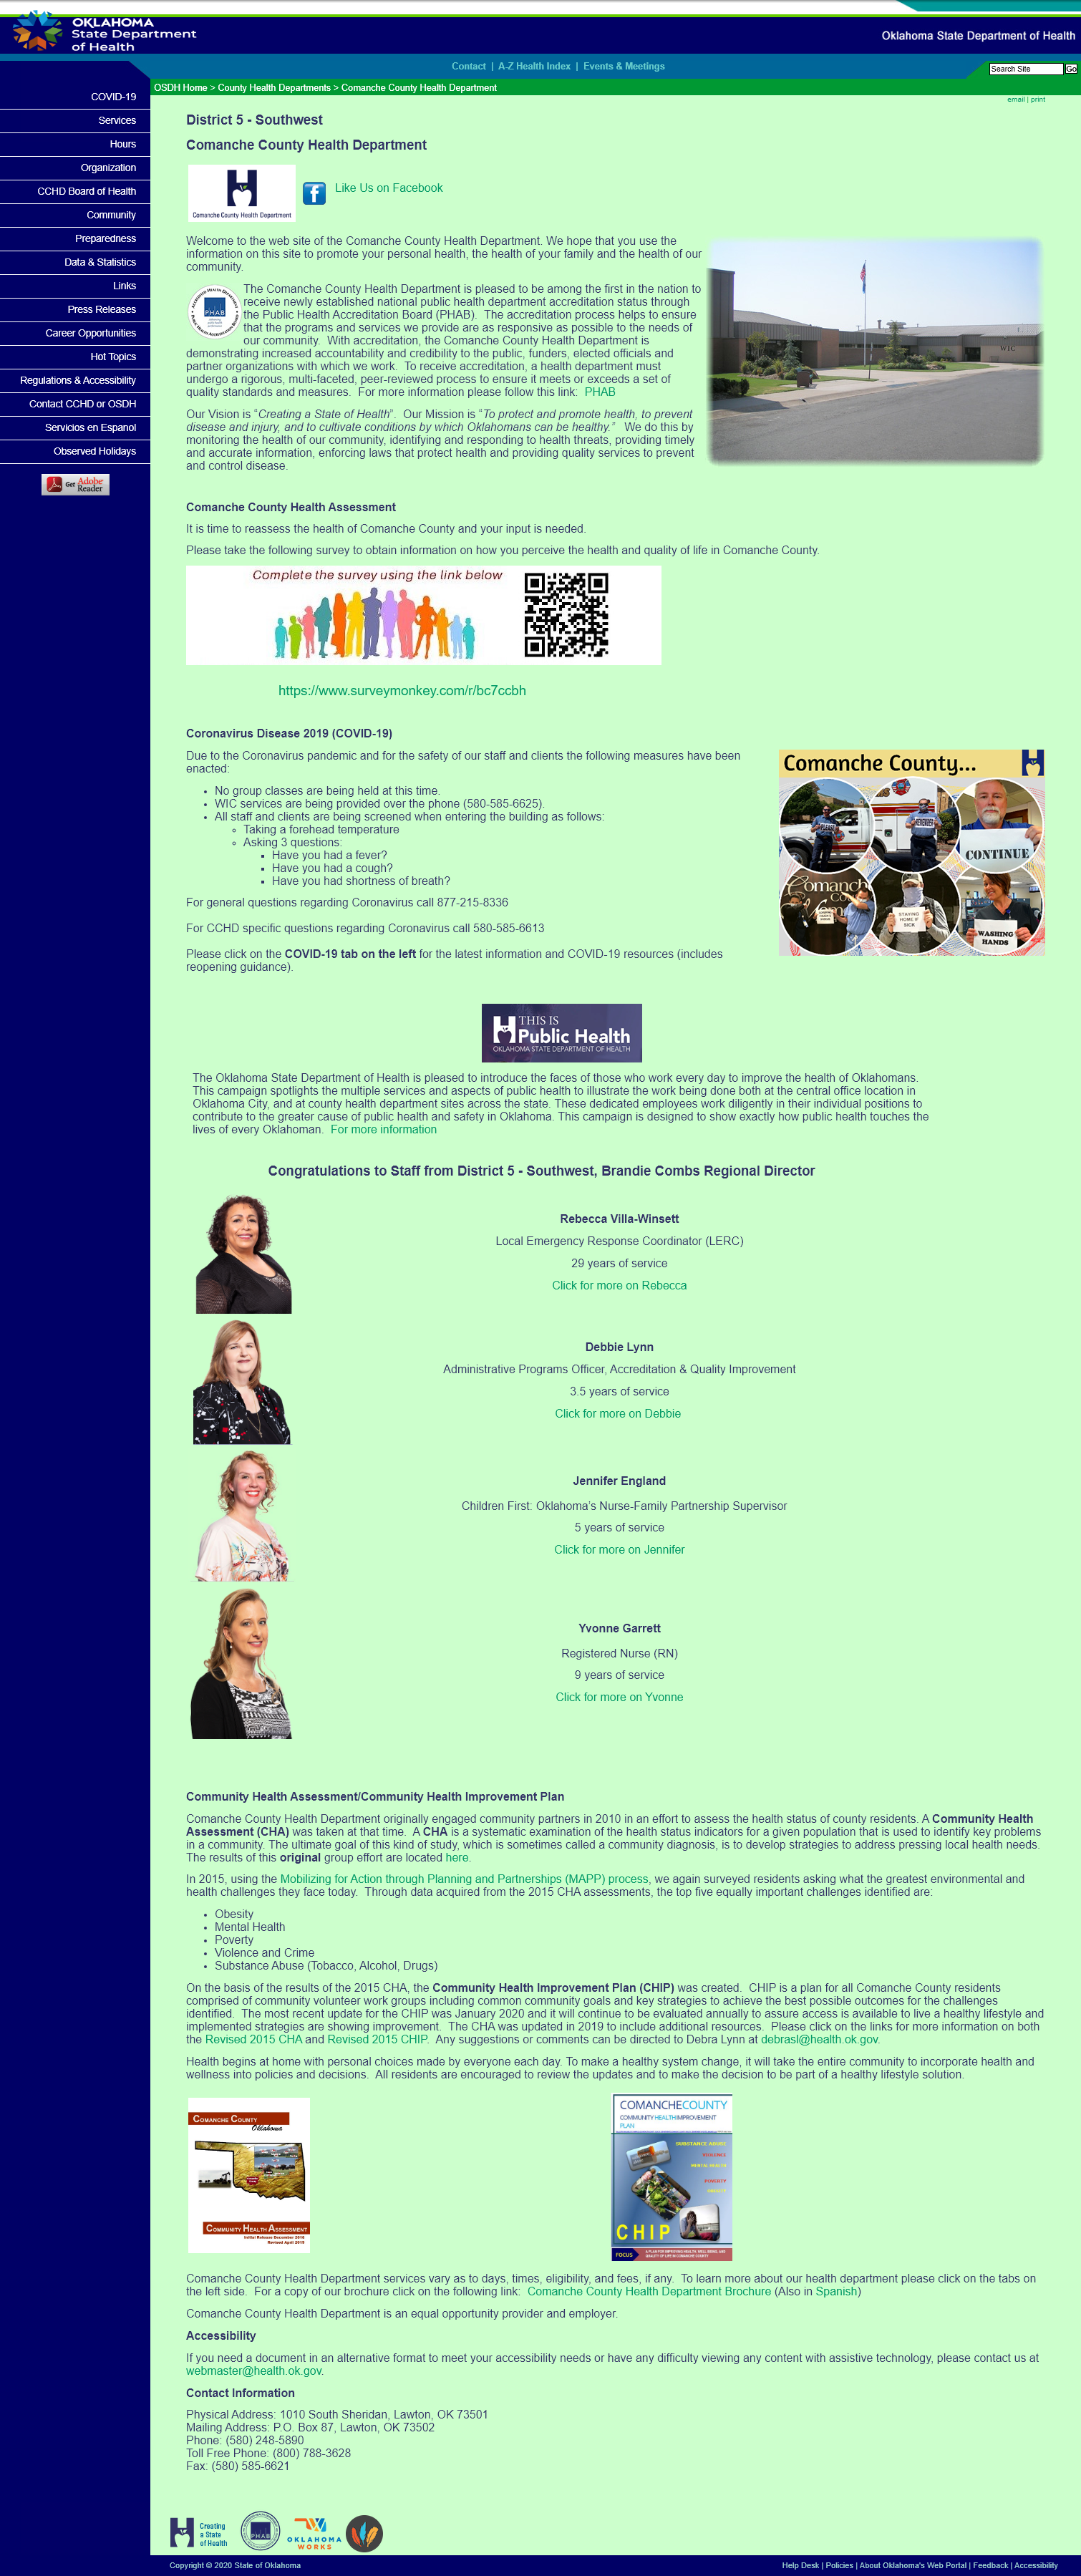 OKLAHOMA
State Department
of Health
Oklahoma State Department of Health
Contact | A-Z Health Index | Events & Meetings
Search Site
Go
OSDH Home > County Health Departments > Comanche County Health Department
email | print
COVID-19
Services
Hours
Organization
CCHD Board of Health
Community
Preparedness
Data & Statistics
Links
Press Releases
Career Opportunities
Hot Topics
Regulations & Accessibility
Contact CCHD or OSDH
Servicios en Espanol
Observed Holidays
Get Adobe Reader
District 5 - Southwest
Comanche County Health Department
Comanche County Health Department
Like Us on Facebook
Welcome to the web site of the Comanche County Health Department. We hope that you use the
information on this site to promote your personal health, the health of your family and the health of our
community.
PHAB
The Comanche County Health Department is pleased to be among the first in the nation to
receive newly established national public health department accreditation status through
the Public Health Accreditation Board (PHAB). The accreditation process helps to ensure
that the programs and services we provide are as responsive as possible to the needs of
our community. With accreditation, the Comanche County Health Department is
demonstrating increased accountability and credibility to the public, funders, elected officials and
partner organizations with which we work. To receive accreditation, a health department must
undergo a rigorous, multi-faceted, peer-reviewed process to ensure it meets or exceeds a set of
quality standards and measures. For more information please follow this link: PHAB
WIC
Our Vision is “Creating a State of Health”. Our Mission is “To protect and promote health, to prevent
disease and injury, and to cultivate conditions by which Oklahomans can be healthy.” We do this by
monitoring the health of our community, identifying and responding to health threats, providing timely
and accurate information, enforcing laws that protect health and providing quality services to prevent
and control disease.
Comanche County Health Assessment
It is time to reassess the health of Comanche County and your input is needed.
Please take the following survey to obtain information on how you perceive the health and quality of life in Comanche County.
Complete the survey using the link below
https://www.surveymonkey.com/r/bc7ccbh
Coronavirus Disease 2019 (COVID-19)
Due to the Coronavirus pandemic and for the safety of our staff and clients the following measures have been
enacted:
No group classes are being held at this time.
WIC services are being provided over the phone (580-585-6625).
All staff and clients are being screened when entering the building as follows:
Taking a forehead temperature
Asking 3 questions:
Have you had a fever?
Have you had a cough?
Have you had shortness of breath?
For general questions regarding Coronavirus call 877-215-8336
For CCHD specific questions regarding Coronavirus call 580-585-6613
Please click on the COVID-19 tab on the left for the latest information and COVID-19 resources (includes
reopening guidance).
Comanche County...
CONTINUE
STAYING
HOME IF
SICK
WASHING
HANDS
THIS IS
Public Health
OKLAHOMA STATE DEPARTMENT OF HEALTH
The Oklahoma State Department of Health is pleased to introduce the faces of those who work every day to improve the health of Oklahomans.
This campaign spotlights the multiple services and aspects of public health to illustrate the work being done both at the central office location in
Oklahoma City, and at county health department sites across the state. These dedicated employees work diligently in their individual positions to
contribute to the greater cause of public health and safety in Oklahoma. This campaign is designed to show exactly how public health touches the
lives of every Oklahoman. For more information
Congratulations to Staff from District 5 - Southwest, Brandie Combs Regional Director
Rebecca Villa-Winsett
Local Emergency Response Coordinator (LERC)
29 years of service
Click for more on Rebecca
Debbie Lynn
Administrative Programs Officer, Accreditation & Quality Improvement
3.5 years of service
Click for more on Debbie
Jennifer England
Children First: Oklahoma’s Nurse-Family Partnership Supervisor
5 years of service
Click for more on Jennifer
Yvonne Garrett
Registered Nurse (RN)
9 years of service
Click for more on Yvonne
Community Health Assessment/Community Health Improvement Plan
Comanche County Health Department originally engaged community partners in 2010 in an effort to assess the health status of county residents. A Community Health
Assessment (CHA) was taken at that time. A CHA is a systematic examination of the health status indicators for a given population that is used to identify key problems
in a community. The ultimate goal of this kind of study, which is sometimes called a community diagnosis, is to develop strategies to address pressing local health needs.
The results of this original group effort are located here.
In 2015, using the Mobilizing for Action through Planning and Partnerships (MAPP) process, we again surveyed residents asking what the greatest environmental and
health challenges they face today. Through data acquired from the 2015 CHA assessments, the top five equally important challenges identified are:
Obesity
Mental Health
Poverty
Violence and Crime
Substance Abuse (Tobacco, Alcohol, Drugs)
On the basis of the results of the 2015 CHA, the Community Health Improvement Plan (CHIP) was created. CHIP is a plan for all Comanche County residents
comprised of community volunteer work groups including common community goals and key strategies to achieve the best possible outcomes for the challenges
identified. The most recent update for the CHIP was January 2020 and it will continue to be evaluated annually to assure access is available to live a healthy lifestyle and
implemented strategies are showing improvement. The CHA was updated in 2019 to include additional resources. Please click on the links for more information on both
the Revised 2015 CHA and Revised 2015 CHIP. Any suggestions or comments can be directed to Debra Lynn at debrasl@health.ok.gov.
Health begins at home with personal choices made by everyone each day. To make a healthy system change, it will take the entire community to incorporate health and
wellness into policies and decisions. All residents are encouraged to review the updates and to make the decision to be part of a healthy lifestyle solution.
COMANCHE COUNTY
Oklahoma
COMMUNITY HEALTH ASSESSMENT
Initial Release December 2016
Revised April 2019
COMANCHECOUNTY
COMMUNITY HEALTH IMPROVEMENT
PLAN
SUBSTANCE ABUSE
VIOLENCE
MENTAL HEALTH
POVERTY
OBESITY
CHIP
FOCUS
Comanche County Health Department services vary as to days, times, eligibility, and fees, if any. To learn more about our health department please click on the tabs on
the left side. For a copy of our brochure click on the following link: Comanche County Health Department Brochure (Also in Spanish)
Comanche County Health Department is an equal opportunity provider and employer.
Accessibility
If you need a document in an alternative format to meet your accessibility needs or have any difficulty viewing any content with assistive technology, please contact us at
webmaster@health.ok.gov.
Contact Information
Physical Address: 1010 South Sheridan, Lawton, OK 73501
Mailing Address: P.O. Box 87, Lawton, OK 73502
Phone: (580) 248-5890
Toll Free Phone: (800) 788-3628
Fax: (580) 585-6621
Creating
a State
of Health
PHAB
OKLAHOMA
WORKS
Copyright © 2020 State of Oklahoma
Help Desk | Policies | About Oklahoma's Web Portal | Feedback | Accessibility